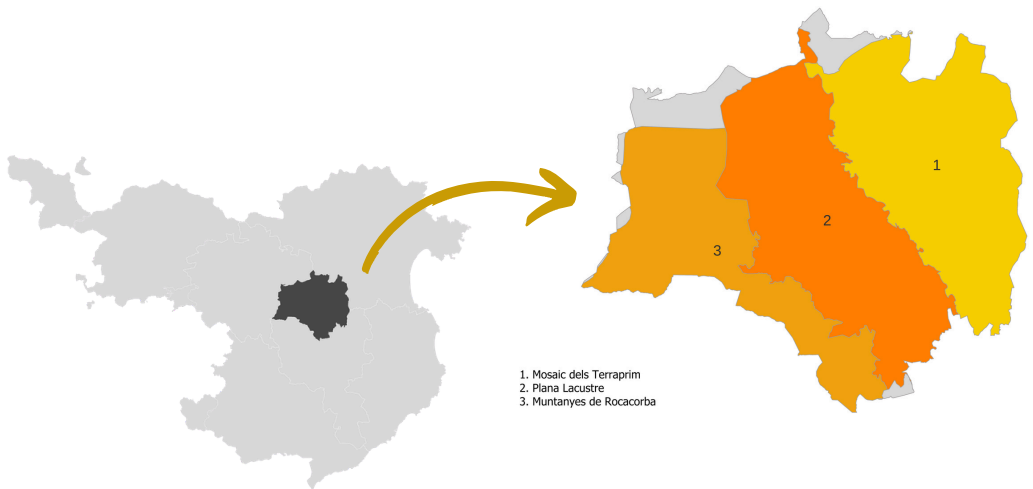 1
2
3
1. Mosaic dels Terraprim
2. Plana Lacustre
3. Muntanyes de Rocacorba